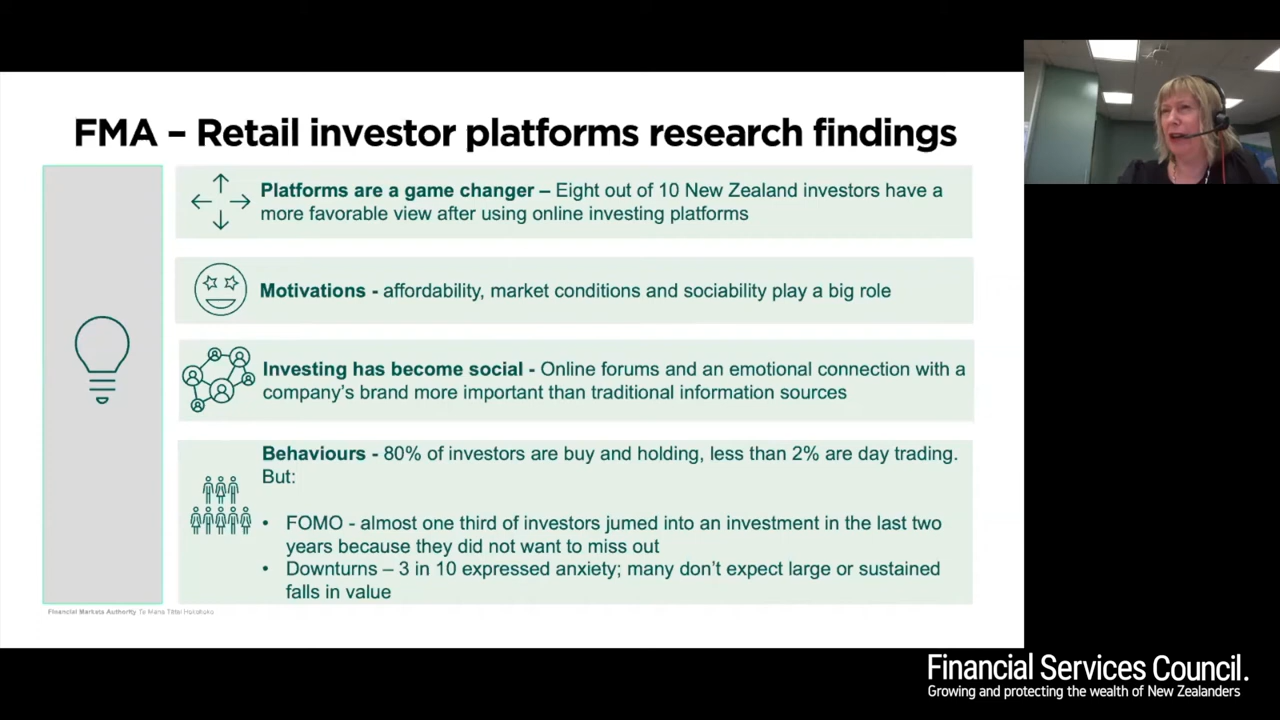 FMA – Retail investor platforms research findings
Platforms are a game changer – Eight out of 10 New Zealand investors have a
more favorable view after using online investing platforms
Motivations - affordability, market conditions and sociability play a big role
Investing has become social - Online forums and an emotional connection with a
company's brand more important than traditional information sources
Behaviours - 80% of investors are buy and holding, less than 2% are day trading.
But:
• FOMO - almost one third of investors jumed into an investment in the last two
years because they did not want to miss out
• Downturns – 3 in 10 expressed anxiety; many don't expect large or sustained
falls in value
Financial Markets Authority Te Mana Tātai Hokohoko
Financial Services Council.
Growing and protecting the wealth of New Zealanders